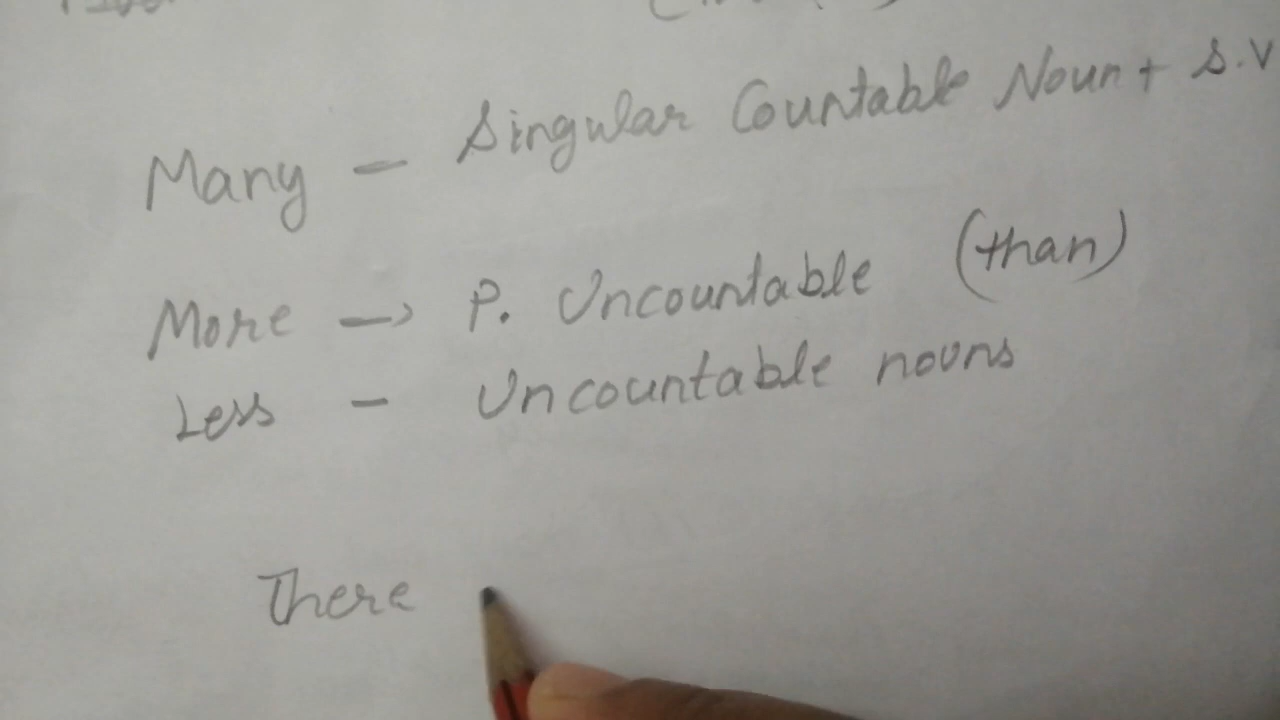 Many - Singular Countable Noun + S.V
More -> P. Uncountable (than)
Less - Uncountable nouns
There